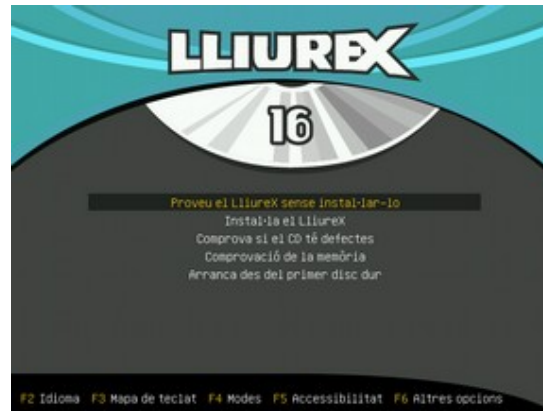 LLIUREX
16
Proveu el LliureX sense instal·lar-lo
Instal·la el LliureX
Comprova si el CD té defectes
Comprovació de la memòria
Arranca des del primer disc dur
F2 Idioma F3 Mapa de teclat F4 Modes F5 Accessibilitat F6 Altres opcions